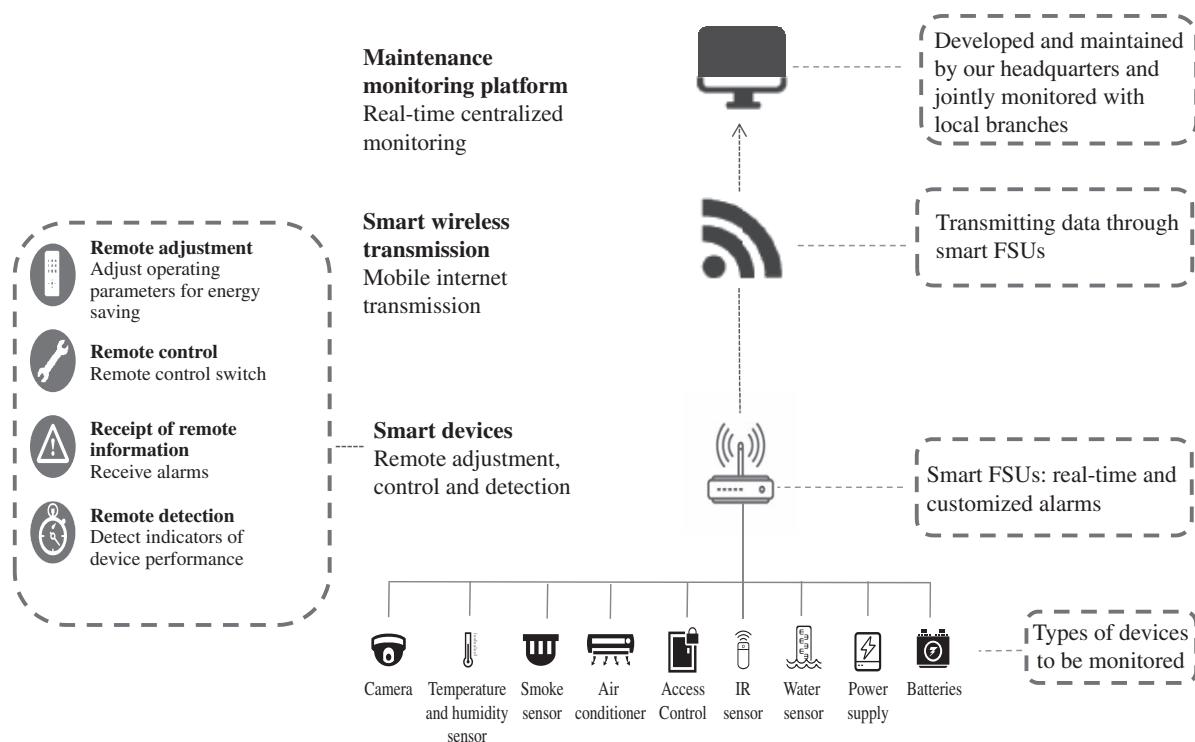 Maintenance
monitoring platform
Real-time centralized
monitoring
Developed and maintained
by our headquarters and
jointly monitored with
local branches
Smart wireless
transmission
Mobile internet
transmission
Transmitting data through
smart FSUs
Remote adjustment
Adjust operating
parameters for energy
saving
Remote control
Remote control switch
Receipt of remote
information
Receive alarms
Remote detection
Detect indicators of
device performance
Smart devices
Remote adjustment,
control and detection
Smart FSUs: real-time and
customized alarms
Camera
Temperature
and humidity
sensor
Smoke
sensor
Air
conditioner
Access
Control
IR
sensor
Water
sensor
Power
supply
Batteries
Types of devices
to be monitored